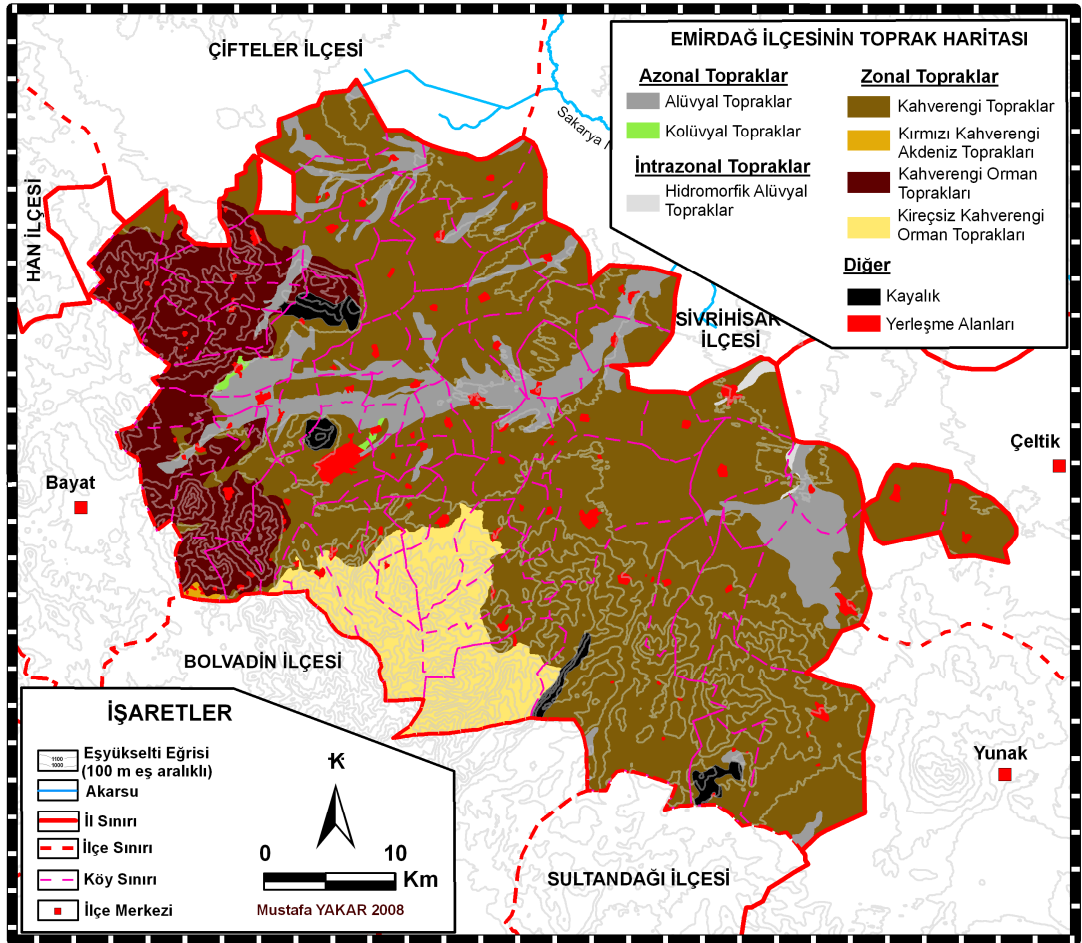 ÇİFTELER İLÇESİ
Sakarya
EMİRDAĞ İLÇESİNİN TOPRAK HARİTASI
Azonal Topraklar
Alüvyal Topraklar
Kolüvyal Topraklar
İntrazonal Topraklar
Hidromorfik Alüvyal
Topraklar
Zonal Topraklar
Kahverengi Topraklar
Kırmızı Kahverengi
Akdeniz Toprakları
Kahverengi Orman
Toprakları
Kireçsiz Kahverengi
Orman Toprakları
Diğer
Kayalık
Yerleşme Alanları
HAN İLÇESİ
SİVRİHİSAR
İLÇESİ
Çeltik
Bayat
BOLVADİN İLÇESİ
Yunak
SULTANDAĞI İLÇESİ
İŞARETLER
1100
1000
Eşyükselti Eğrisi
(100 m eş aralıklı)
Akarsu
İl Sınırı
İlçe Sınırı
Köy Sınırı
İlçe Merkezi
K
0 10
Km
Mustafa YAKAR 2008